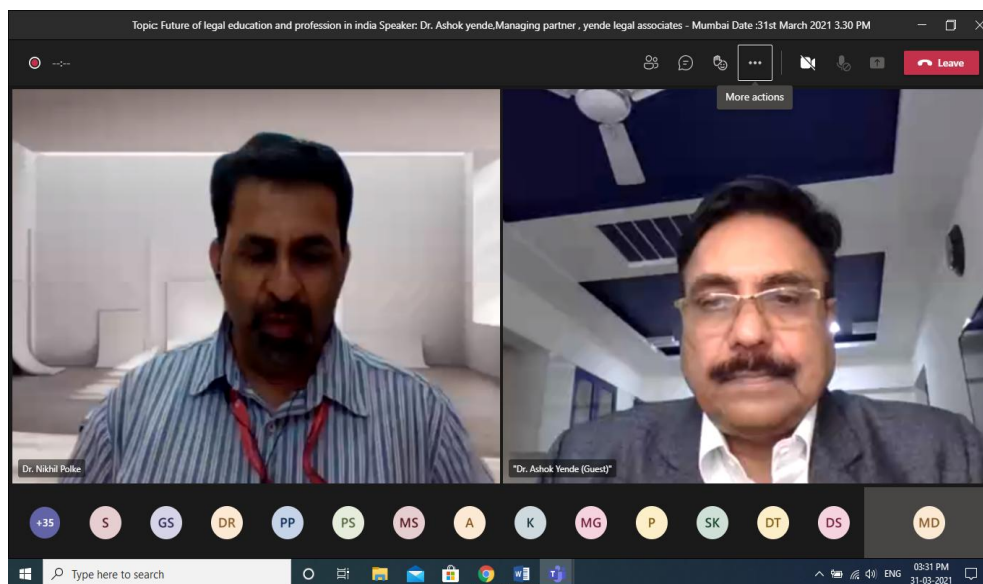 Topic: Future of legal education and profession in india Speaker: Dr. Ashok yende,Managing partner , yende legal associates - Mumbai Date :31st March 2021 3.30 PM
--:--
Leave
More actions
Dr. Nikhil Polke
"Dr. Ashok Yende (Guest)"
+35 S GS DR PP PS MS A K MG P SK DT DS MD
Type here to search
ENG
03:31 PM
31-03-2021